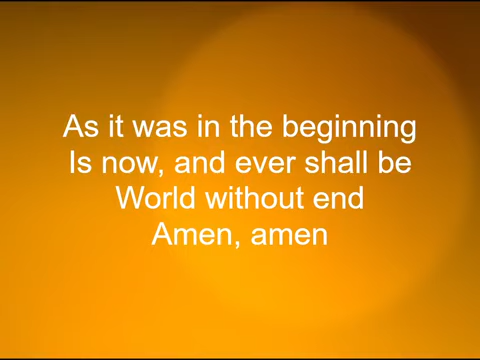 As it was in the beginning
Is now, and ever shall be
World without end
Amen, amen